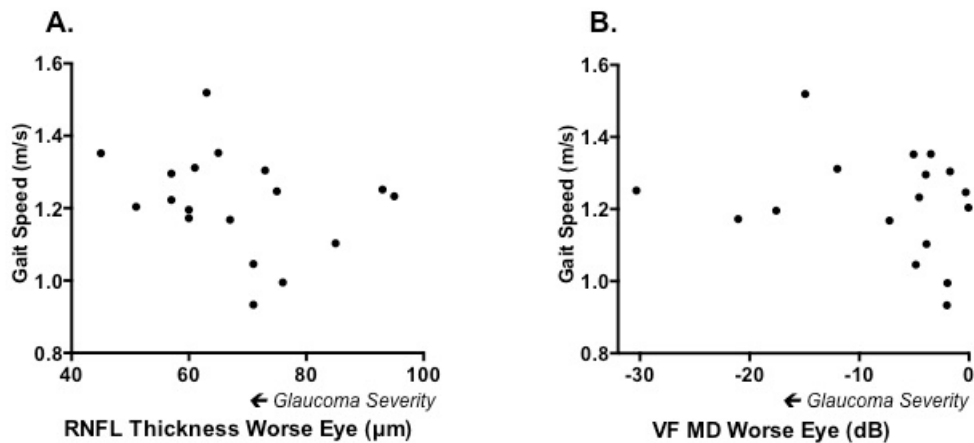 A.
1.6
1.4
1.2
1.0
0.8
Gait Speed (m/s)
40
60
80
100
← Glaucoma Severity
RNFL Thickness Worse Eye (µm)
B.
1.6
1.4
1.2
1.0
0.8
Gait Speed (m/s)
-30
-20
-10
0
← Glaucoma Severity
VF MD Worse Eye (dB)